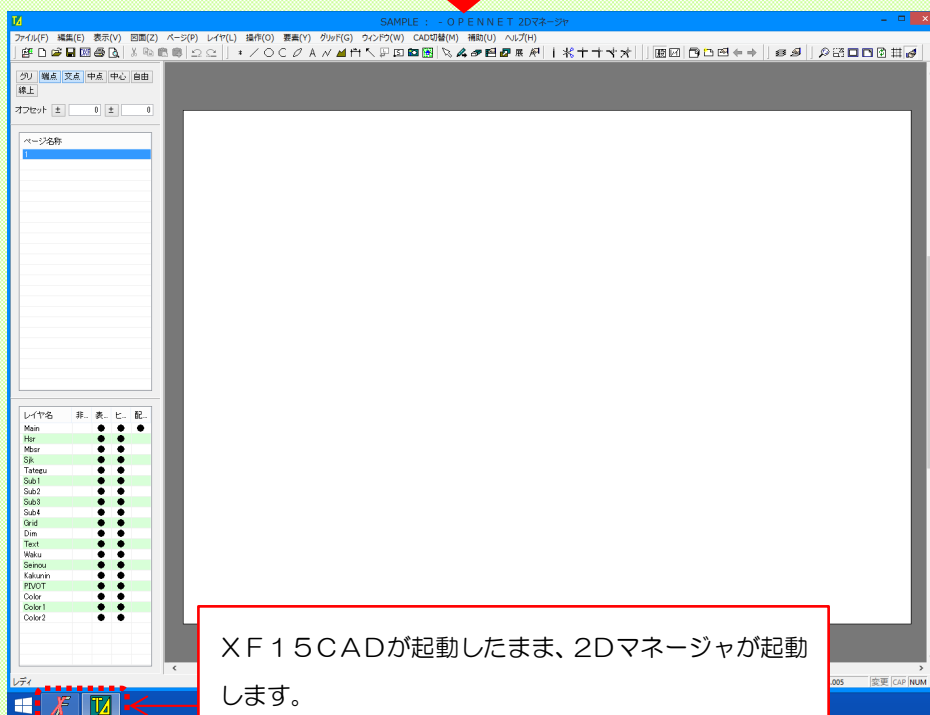 SAMPLE : - ＯＰＥＮＮＥＴ 2Dマネージャ
ファイル(F) 編集(E) 表示(V) 図面(Z) ページ(P) レイヤ(L) 操作(O) 要素(Y) グリッド(G) ウィンドウ(W) CAD切替(M) 補助(U) ヘルプ(H)
グリ 端点 交点 中点 中心 自由
線上
オフセット ± 0 ± 0
ページ名称
1
レイヤ名 非... 表... ヒ... 配...
Main
Hsr
Mbsr
Sjk
Tategu
Sub1
Sub2
Sub3
Sub4
Grid
Dim
Text
Waku
Seinou
Kakunin
PIVOT
Color
Color1
Color2
ＸＦ１５ＣＡＤが起動したまま、２Ｄマネージャが起動
します。
レディ
.005 変更 CAP NUM